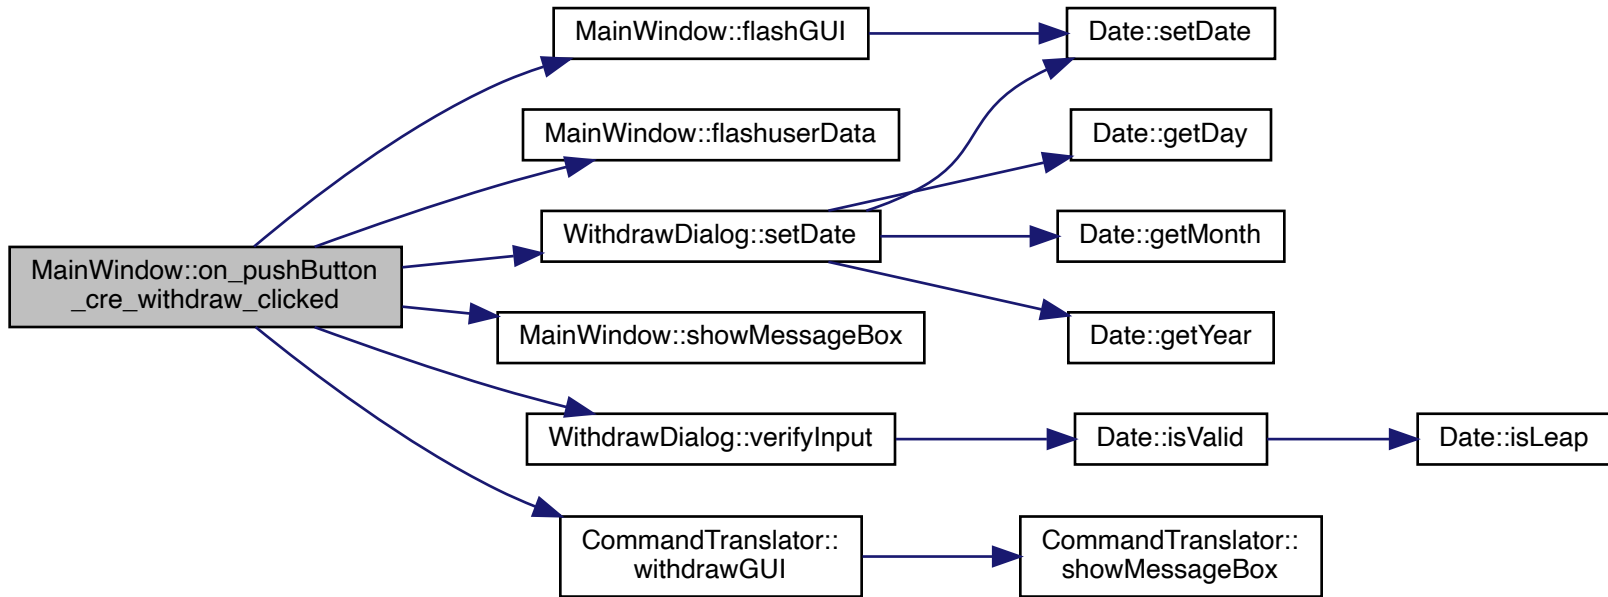 MainWindow::flashGUI
Date::setDate
MainWindow::flashuserData
Date::getDay
WithdrawDialog::setDate
Date::getMonth
MainWindow::on_pushButton
_cre_withdraw_clicked
MainWindow::showMessageBox
Date::getYear
WithdrawDialog::verifyInput
Date::isValid
Date::isLeap
CommandTranslator::
withdrawGUI
CommandTranslator::
showMessageBox